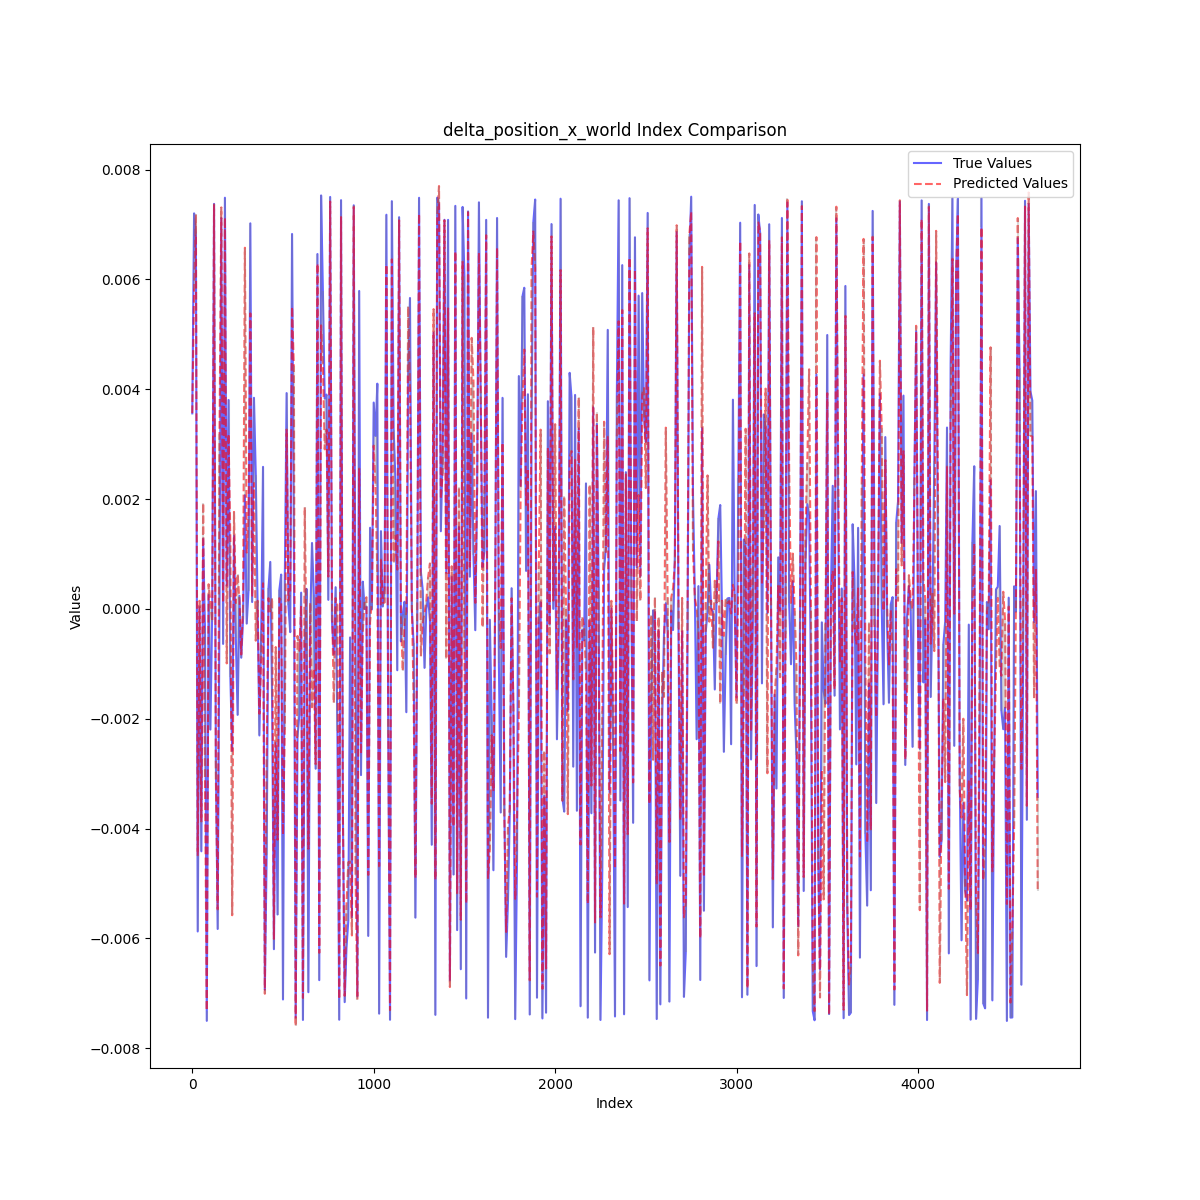 delta_position_x_world Index Comparison
True Values
Predicted Values
0.008
0.006
0.004
0.002
0.000
−0.002
−0.004
−0.006
−0.008
Values
0
1000
2000
3000
4000
Index